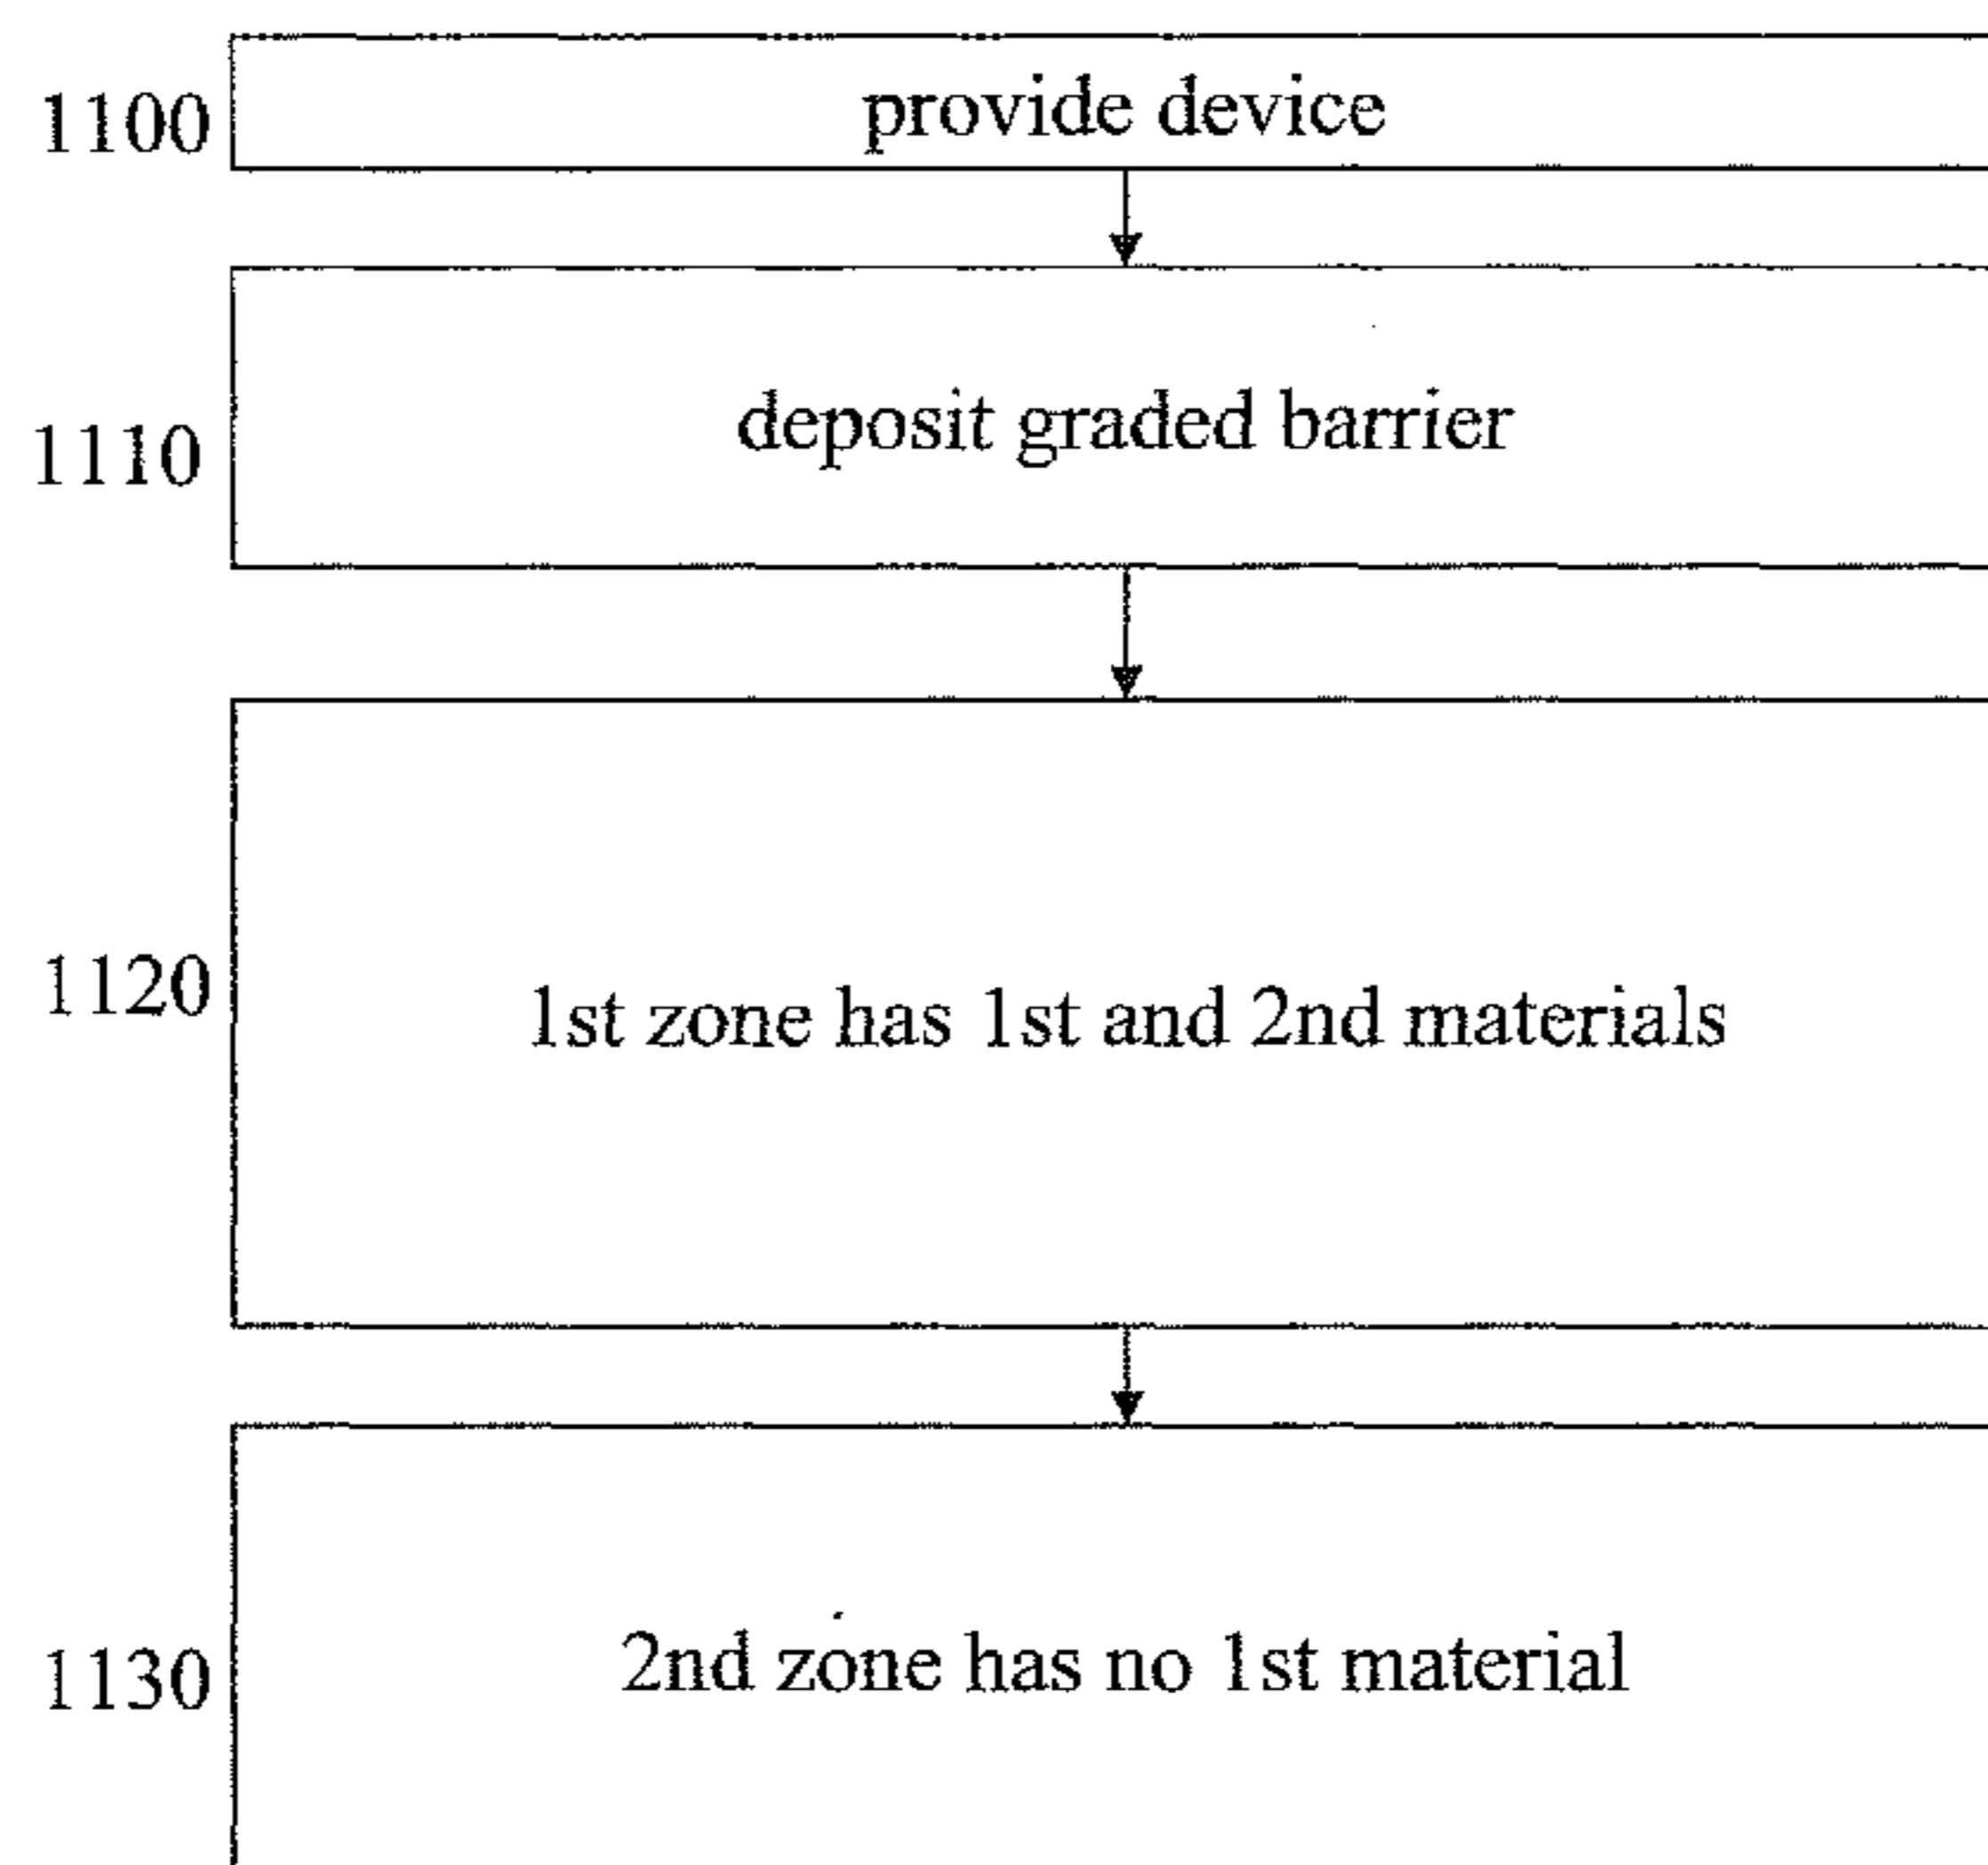 1100 provide device
1110 deposit graded barrier
1120 1st zone has 1st and 2nd materials
1130 2nd zone has no 1st material